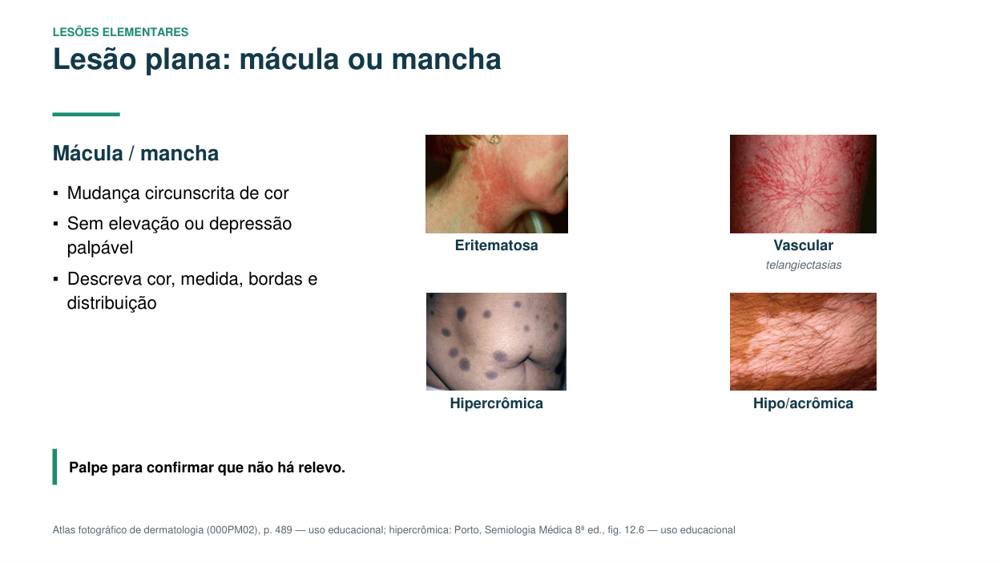 LESÕES ELEMENTARES
Lesão plana: mácula ou mancha
Mácula / mancha
▪ Mudança circunscrita de cor
▪ Sem elevação ou depressão
palpável
▪ Descreva cor, medida, bordas e
distribuição
Eritematosa
Vascular
telangiectasias
Hipercrômica
Hipo/acrômica
Palpe para confirmar que não há relevo.
Atlas fotográfico de dermatologia (000PM02), p. 489 — uso educacional; hipercrômica: Porto, Semiologia Médica 8ª ed., fig. 12.6 — uso educacional